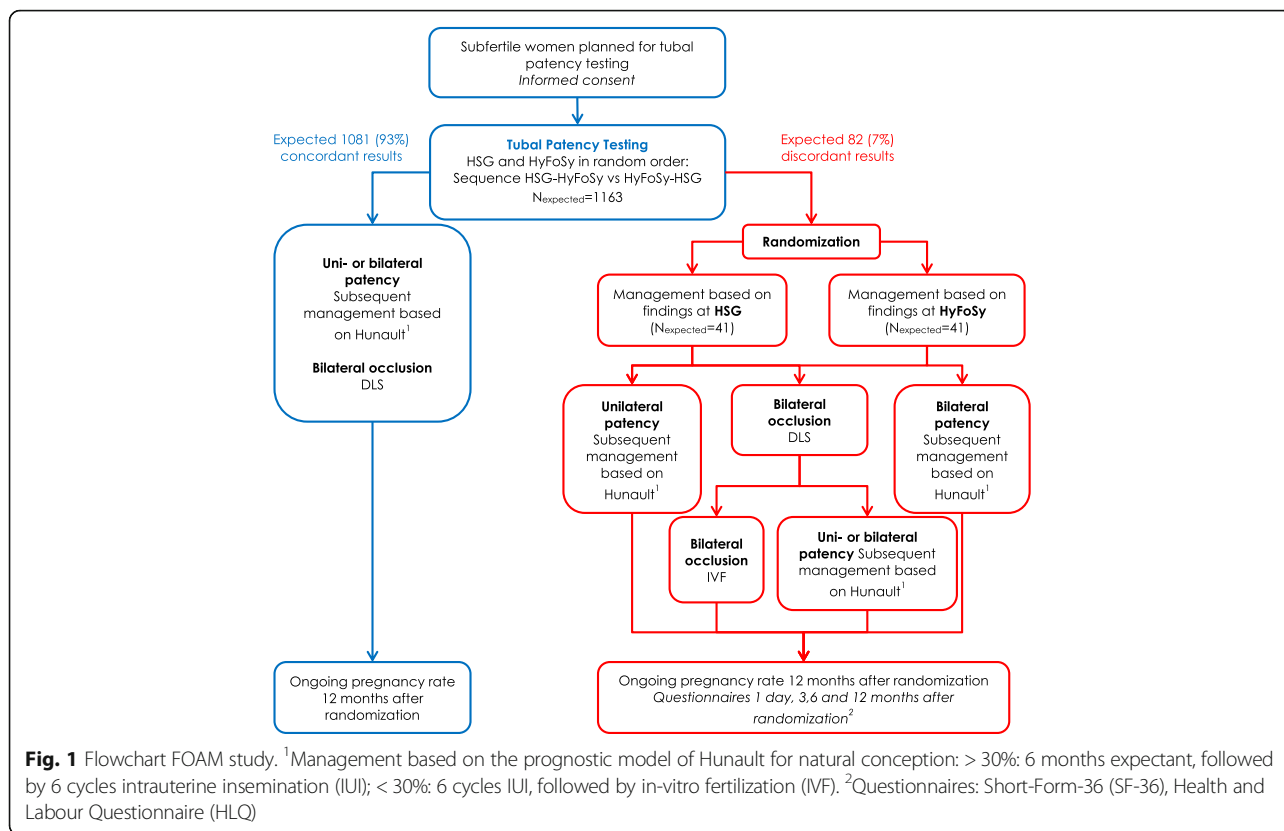 Subfertile women planned for tubal
patency testing
Informed consent
Expected 1081 (93%)
concordant results
Tubal Patency Testing
HSG and HyFoSy in random order:
Sequence HSG-HyFoSy vs HyFoSy-HSG
Nexpected=1163
Expected 82 (7%)
discordant results
Uni- or bilateral
patency
Subsequent
management based
on Hunault1
Bilateral occlusion
DLS
Randomization
Management based on
findings at HSG
(Nexpected=41)
Management based on
findings at HyFoSy
(Nexpected=41)
Unilateral
patency
Subsequent
management
based on
Hunault1
Bilateral
occlusion
DLS
Bilateral
patency
Subsequent
management
based on
Hunault1
Bilateral
occlusion
IVF
Uni- or bilateral
patency Subsequent
management based
on Hunault1
Ongoing pregnancy rate
12 months after
randomization
Ongoing pregnancy rate 12 months after randomization
Questionnaires 1 day, 3,6 and 12 months after
randomization2
Fig. 1 Flowchart FOAM study. 1Management based on the prognostic model of Hunault for natural conception: > 30%: 6 months expectant, followed
by 6 cycles intrauterine insemination (IUI); < 30%: 6 cycles IUI, followed by in-vitro fertilization (IVF). 2Questionnaires: Short-Form-36 (SF-36), Health and
Labour Questionnaire (HLQ)